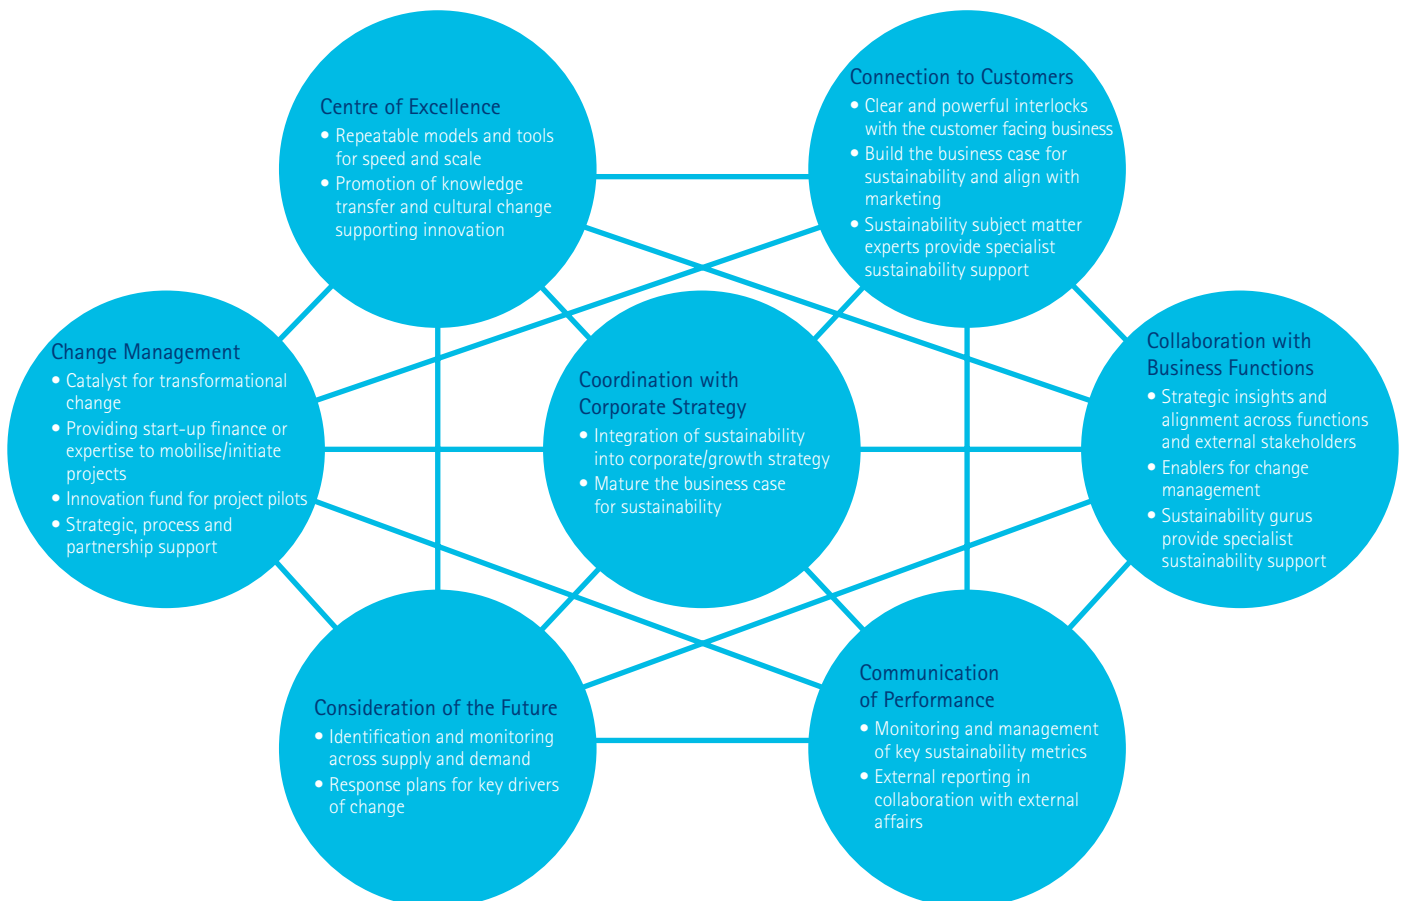 Centre of Excellence
• Repeatable models and tools
for speed and scale
• Promotion of knowledge
transfer and cultural change
supporting innovation
Connection to Customers
• Clear and powerful interlocks
with the customer facing business
• Build the business case for
sustainability and align with
marketing
• Sustainability subject matter
experts provide specialist
sustainability support
Change Management
• Catalyst for transformational
change
• Providing start-up finance or
expertise to mobilise/initiate
projects
• Innovation fund for project pilots
• Strategic, process and
partnership support
Coordination with
Corporate Strategy
• Integration of sustainability
into corporate/growth strategy
• Mature the business case
for sustainability
Collaboration with
Business Functions
• Strategic insights and
alignment across functions
and external stakeholders
• Enablers for change
management
• Sustainability gurus
provide specialist
sustainability support
Consideration of the Future
• Identification and monitoring
across supply and demand
• Response plans for key drivers
of change
Communication
of Performance
• Monitoring and management
of key sustainability metrics
• External reporting in
collaboration with external
affairs